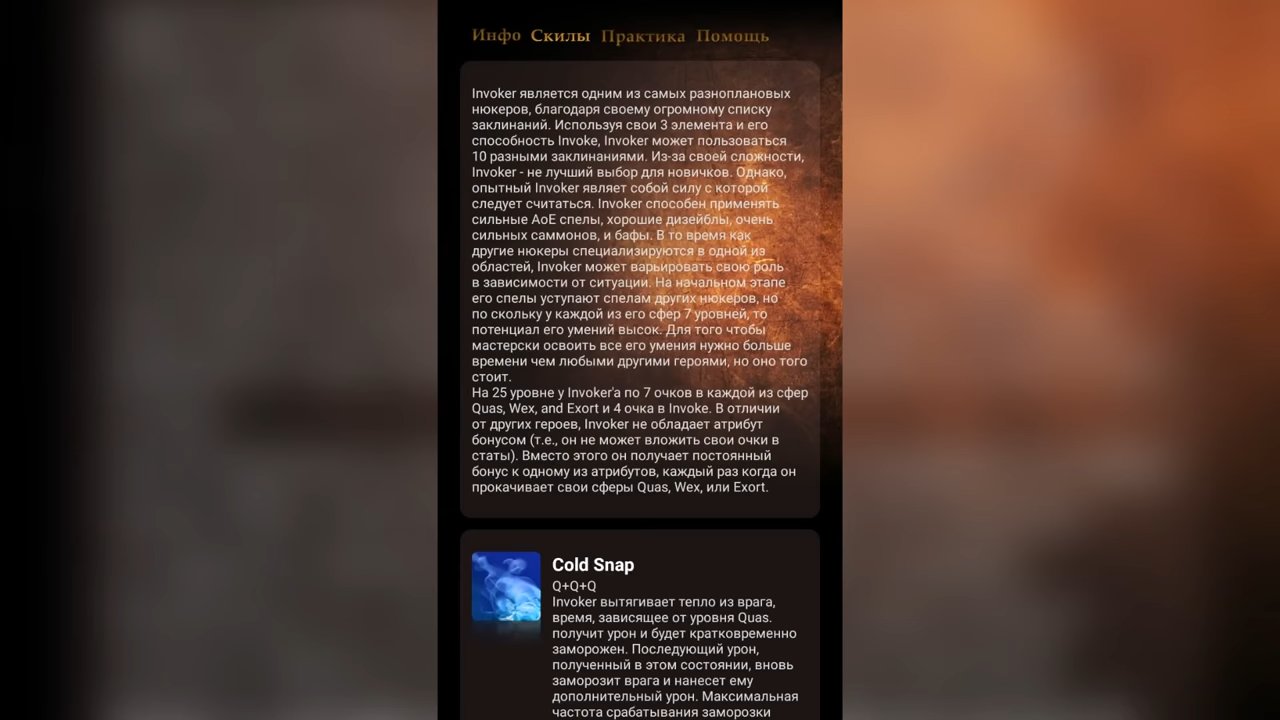 Инфо Скилы Практика Помощь
Invoker является одним из самых разноплановых
нюкеров, благодаря своему огромному списку
заклинаний. Используя свои 3 элемента и его
способность Invoke, Invoker может пользоваться
10 разными заклинаниями. Из-за своей сложности,
Invoker - не лучший выбор для новичков. Однако,
опытный Invoker являет собой силу с которой
следует считаться. Invoker способен применять
сильные AoE спелы, хорошие дизейблы, очень
сильных саммонов, и бафы. В то время как
другие нюкеры специализируются в одной из
областей, Invoker может варьировать свою роль
в зависимости от ситуации. На начальном этапе
его спелы уступают спелам других нюкеров, но
по скольку у каждой из его сфер 7 уровней, то
потенциал его умений высок. Для того чтобы
мастерски освоить все его умения нужно больше
времени чем любыми другими героями, но оно того
стоит.
На 25 уровне у Invoker'а по 7 очков в каждой из сфер
Quas, Wex, and Exort и 4 очка в Invoke. В отличии
от других героев, Invoker не обладает атрибут
бонусом (т.е., он не может вложить свои очки в
статы). Вместо этого он получает постоянный
бонус к одному из атрибутов, каждый раз когда он
прокачивает свои сферы Quas, Wex, или Exort.
Cold Snap
Q+Q+Q
Invoker вытягивает тепло из врага,
время, зависящее от уровня Quas.
получит урон и будет кратковременно
заморожен. Последующий урон,
полученный в этом состоянии, вновь
заморозит врага и нанесет ему
дополнительный урон. Максимальная
частота срабатывания заморозки